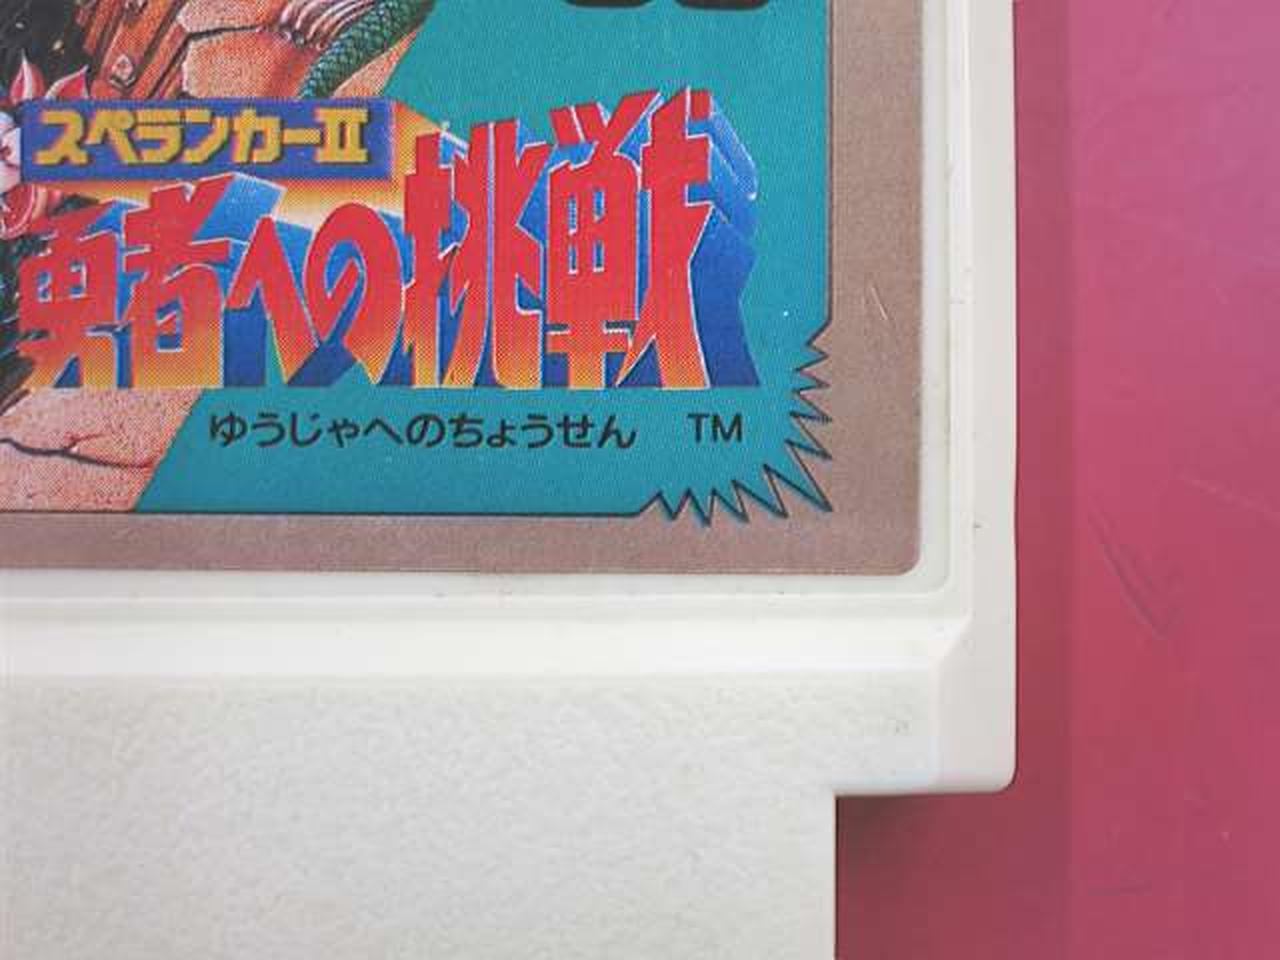 スペランカーII
勇者への挑戦
ゆうじゃへのちょうせん TM